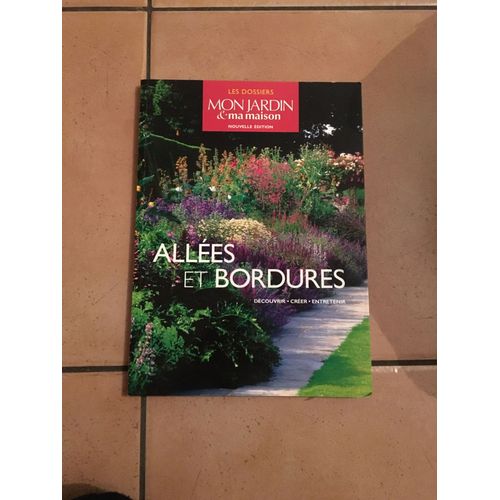 LES DOSSIERS
MON JARDIN
& ma maison
NOUVELLE ÉDITION
ALLÉES
ET BORDURES
DÉCOUVRIR • CRÉER • ENTRETENIR